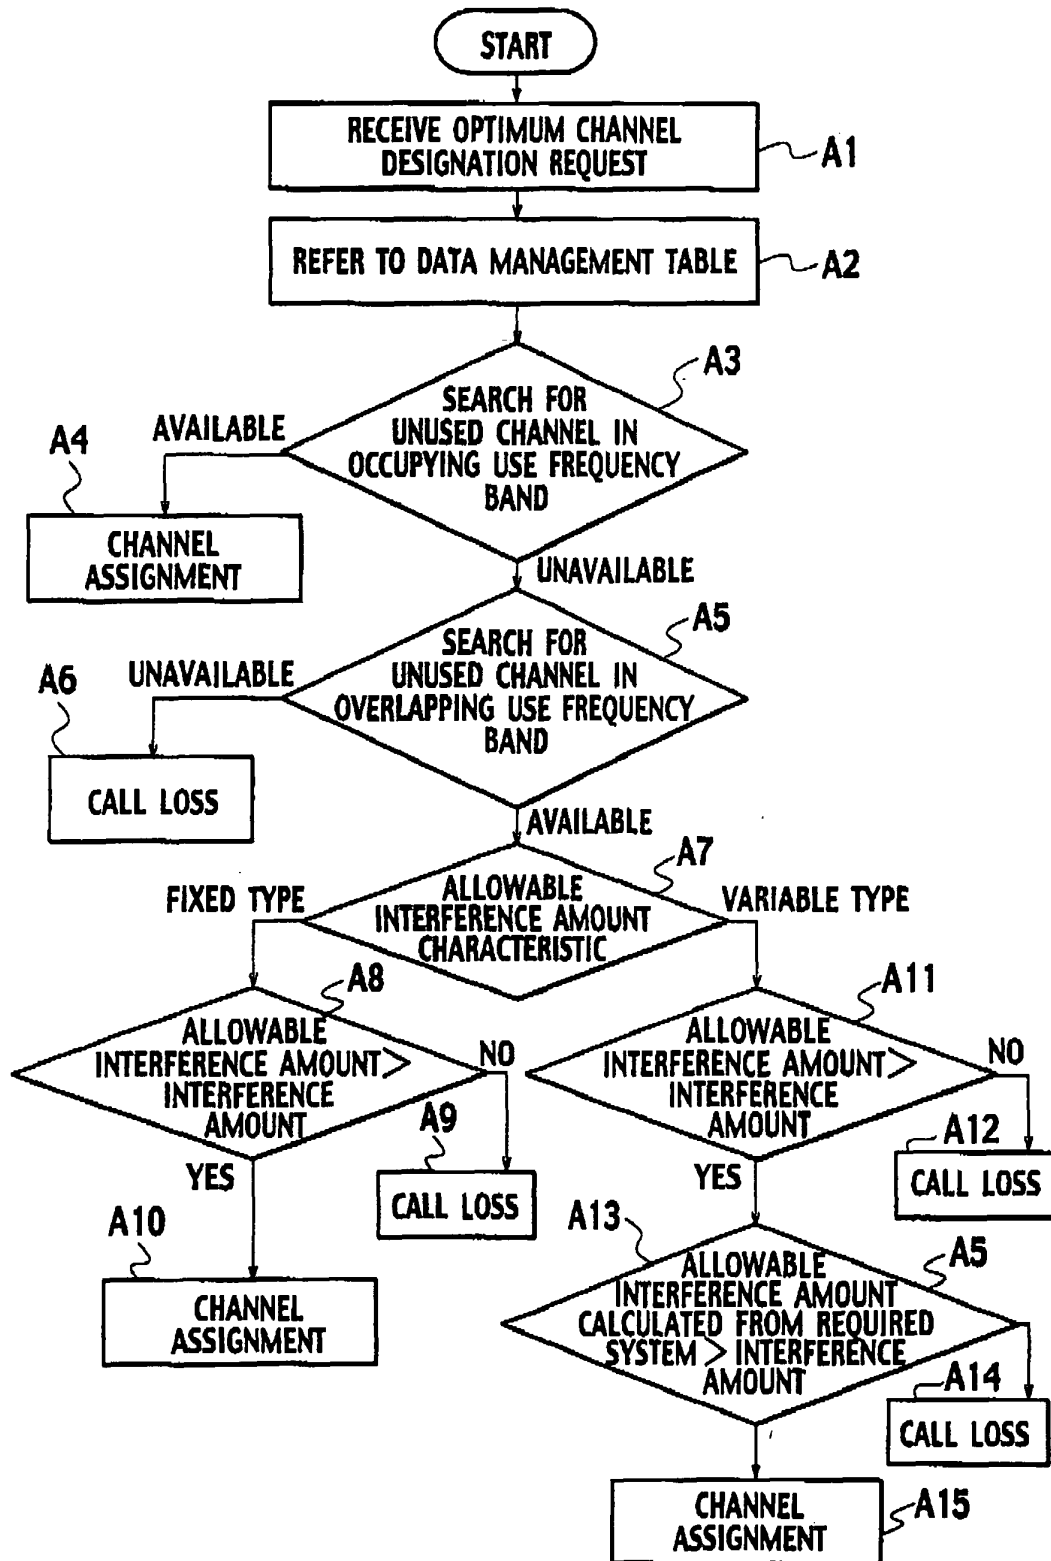 START
RECEIVE OPTIMUM CHANNEL
DESIGNATION REQUEST
A1
REFER TO DATA MANAGEMENT TABLE
A2
A3
SEARCH FOR
UNUSED CHANNEL IN
OCCUPYING USE FREQUENCY
BAND
AVAILABLE
A4
CHANNEL
ASSIGNMENT
UNAVAILABLE
A5
SEARCH FOR
UNUSED CHANNEL IN
OVERLAPPING USE FREQUENCY
BAND
UNAVAILABLE
A6
CALL LOSS
AVAILABLE
A7
ALLOWABLE
INTERFERENCE AMOUNT
CHARACTERISTIC
FIXED TYPE
VARIABLE TYPE
A8
ALLOWABLE
INTERFERENCE AMOUNT >
INTERFERENCE
AMOUNT
NO
A9
CALL LOSS
YES
A10
CHANNEL
ASSIGNMENT
A11
ALLOWABLE
INTERFERENCE AMOUNT >
INTERFERENCE
AMOUNT
NO
A12
CALL LOSS
YES
A13
A5
ALLOWABLE
INTERFERENCE AMOUNT
CALCULATED FROM REQUIRED
SYSTEM > INTERFERENCE
AMOUNT
A14
CALL LOSS
CHANNEL
ASSIGNMENT
A15